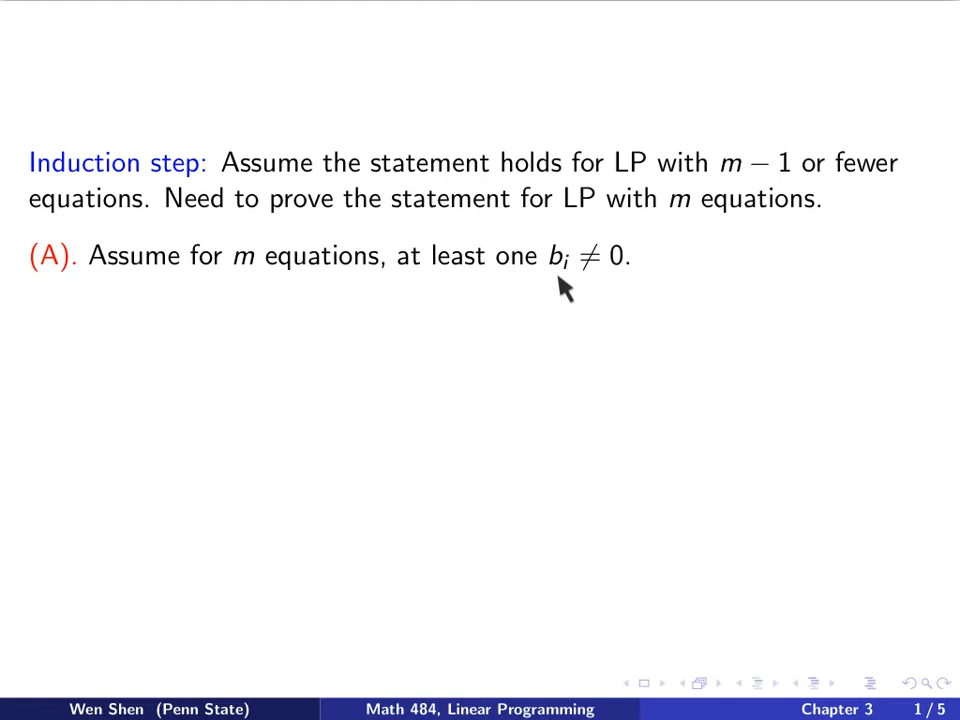 Induction step: Assume the statement holds for LP with m − 1 or fewer
equations. Need to prove the statement for LP with m equations.
(A). Assume for m equations, at least one bᵢ ≠ 0.
Wen Shen (Penn State) Math 484, Linear Programming Chapter 3 1 / 5